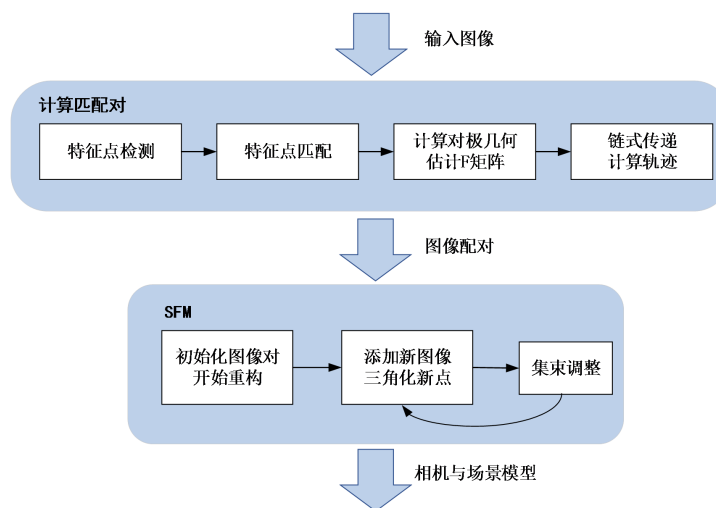 输入图像
计算匹配对
特征点检测
特征点匹配
计算对极几何
估计F矩阵
链式传递
计算轨迹
图像配对
SFM
初始化图像对
开始重构
添加新图像
三角化新点
集束调整
相机与场景模型